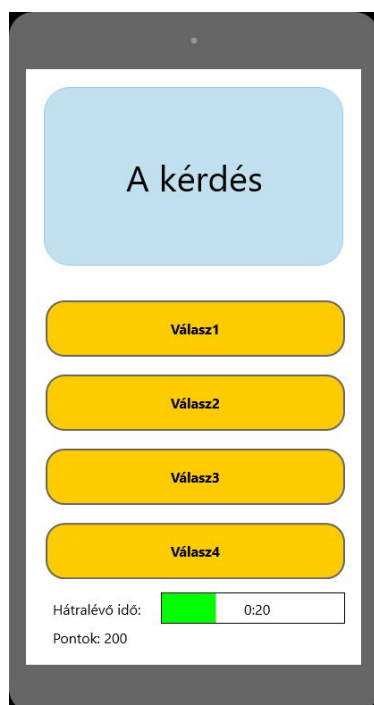 A kérdés
Válasz1
Válasz2
Válasz3
Válasz4
Hátralévő idő: 0:20
Pontok: 200